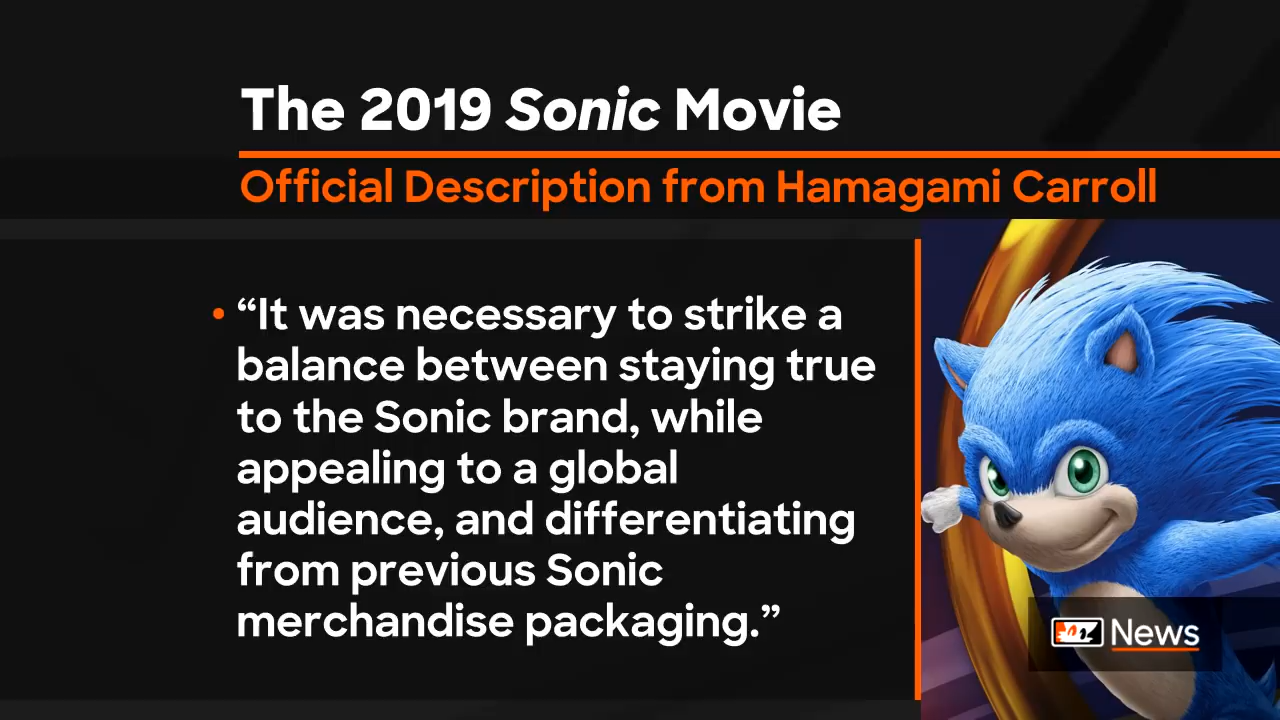 The 2019 Sonic Movie
Official Description from Hamagami Carroll
• “It was necessary to strike a
balance between staying true
to the Sonic brand, while
appealing to a global
audience, and differentiating
from previous Sonic
merchandise packaging.”
News